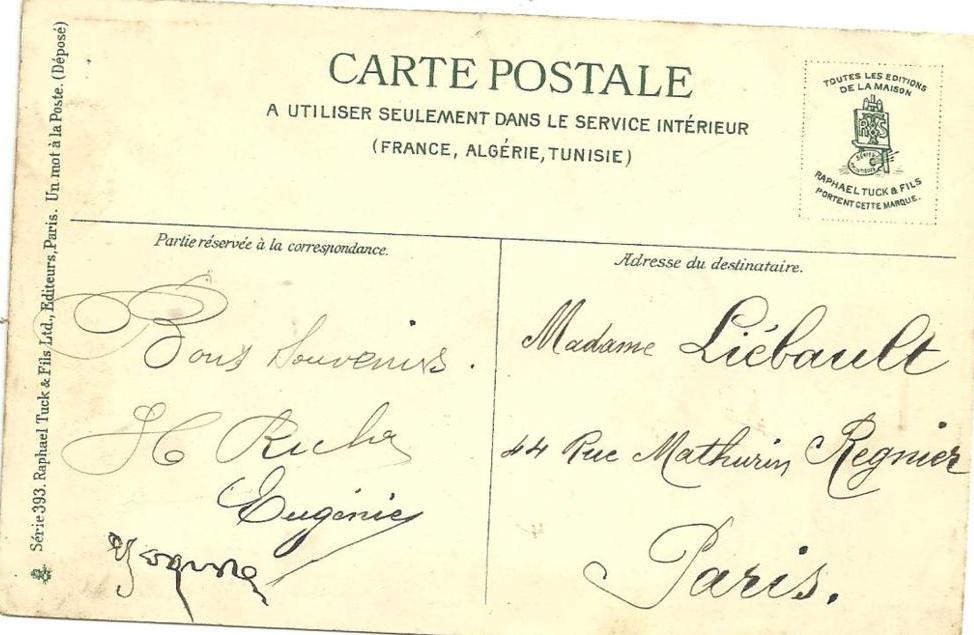 CARTE POSTALE
A UTILISER SEULEMENT DANS LE SERVICE INTÉRIEUR
(FRANCE, ALGÉRIE, TUNISIE)
TOUTES LES EDITIONS
DE LA MAISON
RAPHAEL TUCK & FILS
PORTENT CETTE MARQUE.
Série 393. Raphael Tuck & Fils Ltd., Editeurs, Paris. Un mot à la Poste. (Déposé)
Partie réservée à la correspondance.
Bons Souvenirs.
H
Eugénie
Adresse du destinataire.
Madame Liébault
44 Rue Mathurin Regnier
Paris.